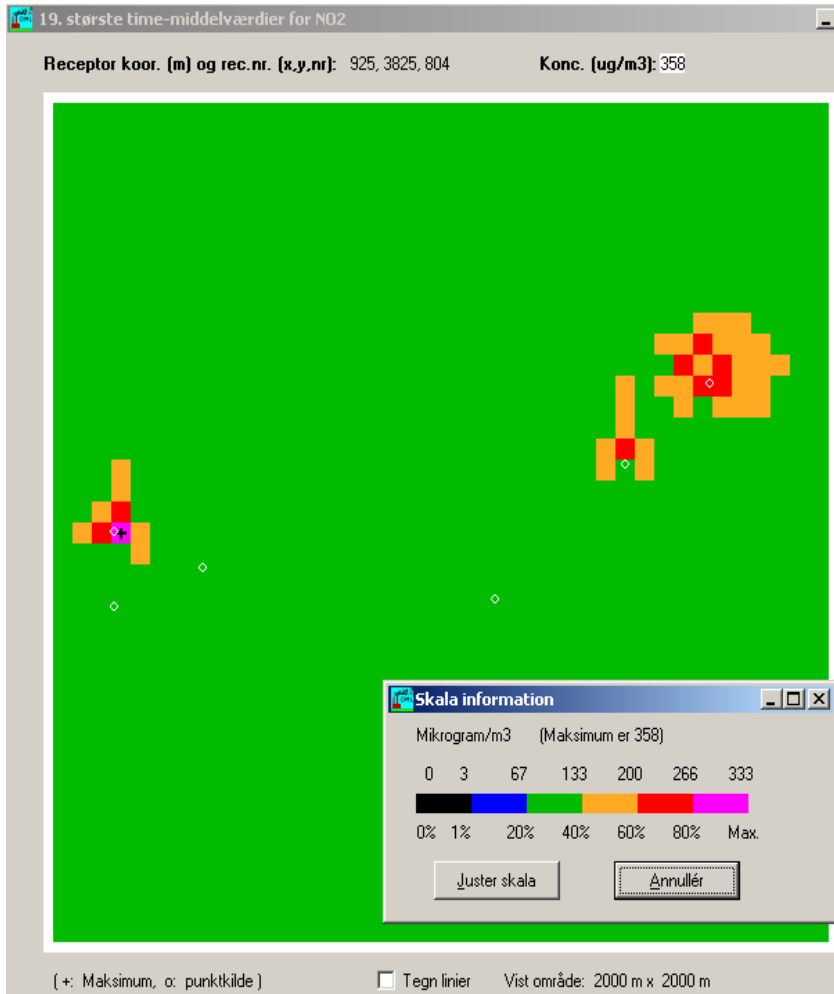 19. største time-middelværdier for NO2
Receptor koor. (m) og rec.nr. (x,y,nr): 925, 3825, 804 Konc. (ug/m3): 358
Skala information
Mikrogram/m3 (Maksimum er 358)
0 3 67 133 200 266 333
0% 1% 20% 40% 60% 80% Max.
Juster skala Annullér
( +: Maksimum, o: punktkilde ) Tegn linier Vist område: 2000 m x 2000 m